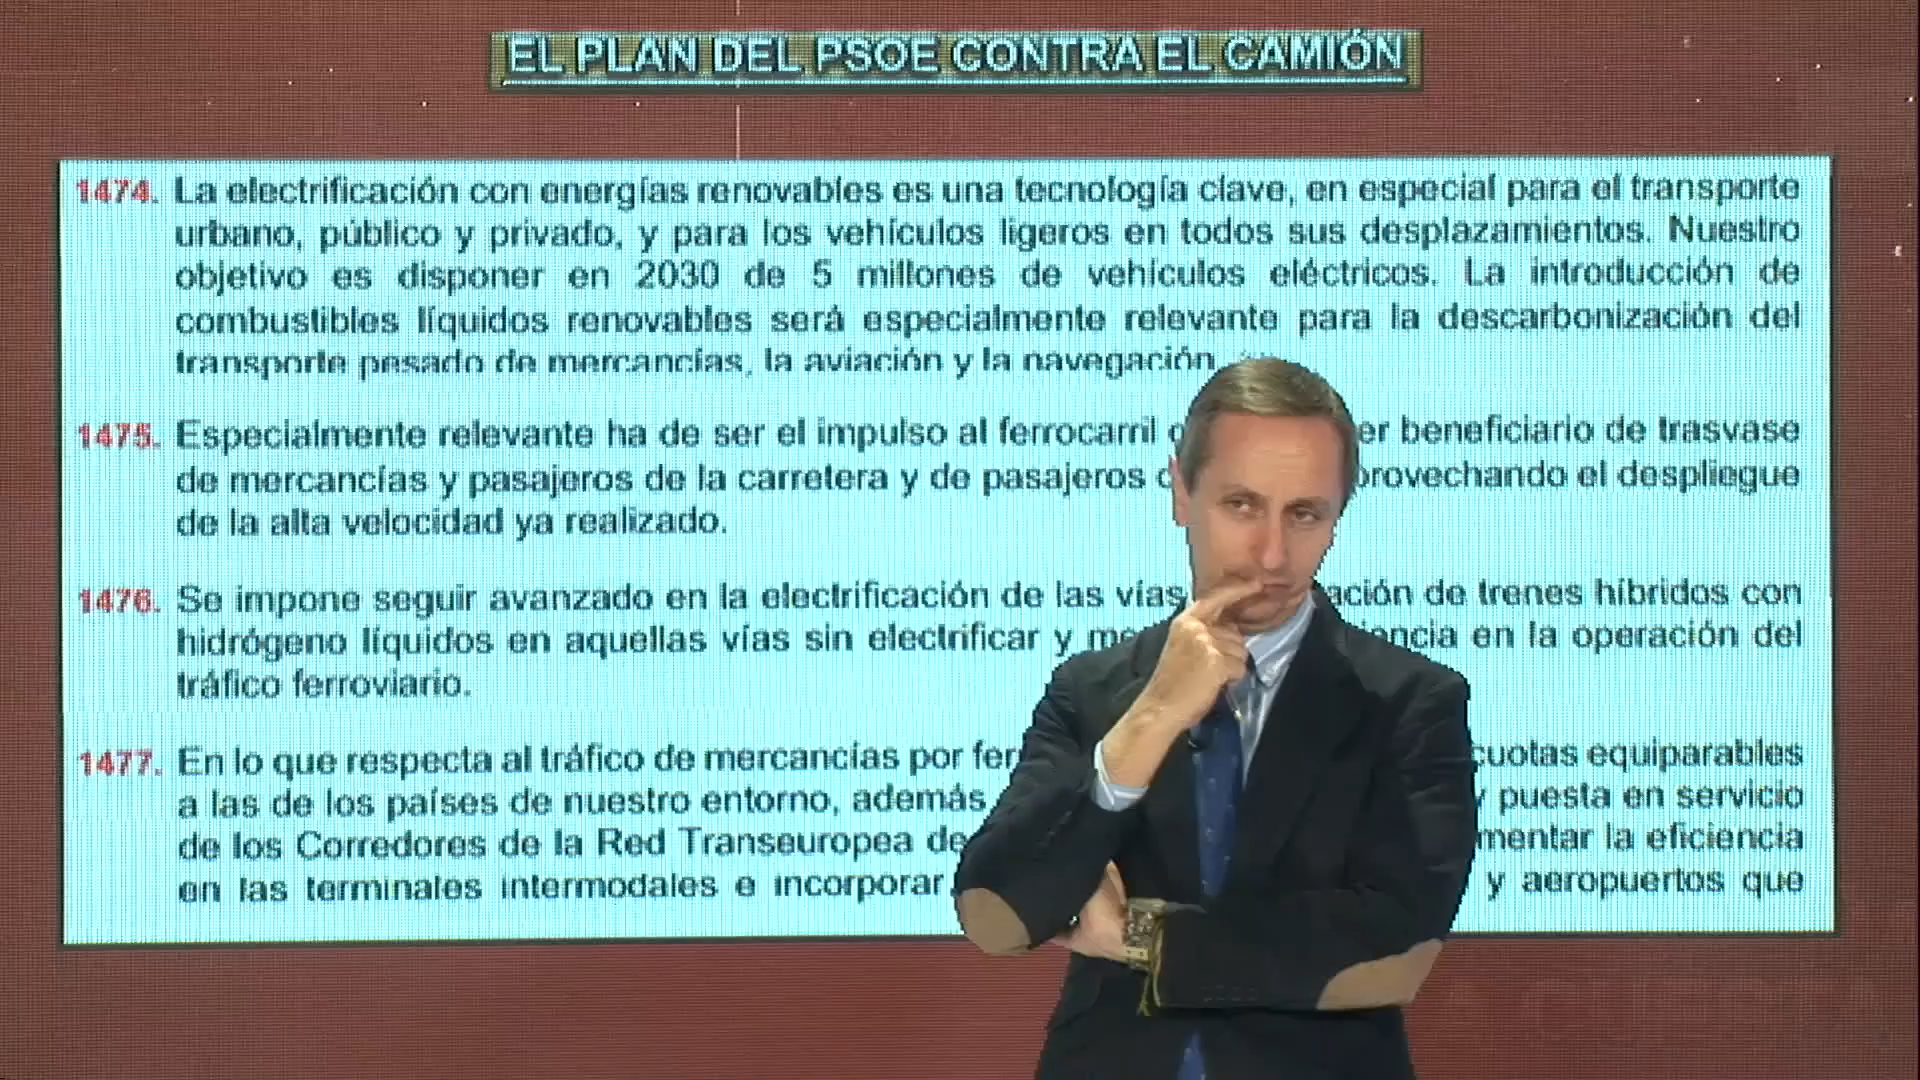 EL PLAN DEL PSOE CONTRA EL CAMIÓN
1474. La electrificación con energías renovables es una tecnología clave, en especial para el transporte
urbano, público y privado, y para los vehículos ligeros en todos sus desplazamientos. Nuestro
objetivo es disponer en 2030 de 5 millones de vehículos eléctricos. La introducción de
combustibles líquidos renovables será especialmente relevante para la descarbonización del
transporte pesado de mercancías, la aviación y la navegación.
1475. Especialmente relevante ha de ser el impulso al ferrocarril er beneficiario de trasvase
de mercancías y pasajeros de la carretera y de pasajeros provechando el despliegue
de la alta velocidad ya realizado.
1476. Se impone seguir avanzado en la electrificación de las vías ación de trenes híbridos con
hidrógeno líquidos en aquellas vías sin electrificar y me iencia en la operación del
tráfico ferroviario.
1477. En lo que respecta al tráfico de mercancías por fer cuotas equiparables
a las de los países de nuestro entorno, además y puesta en servicio
de los Corredores de la Red Transeuropea de mentar la eficiencia
en las terminales intermodales e incorporar y aeropuertos que